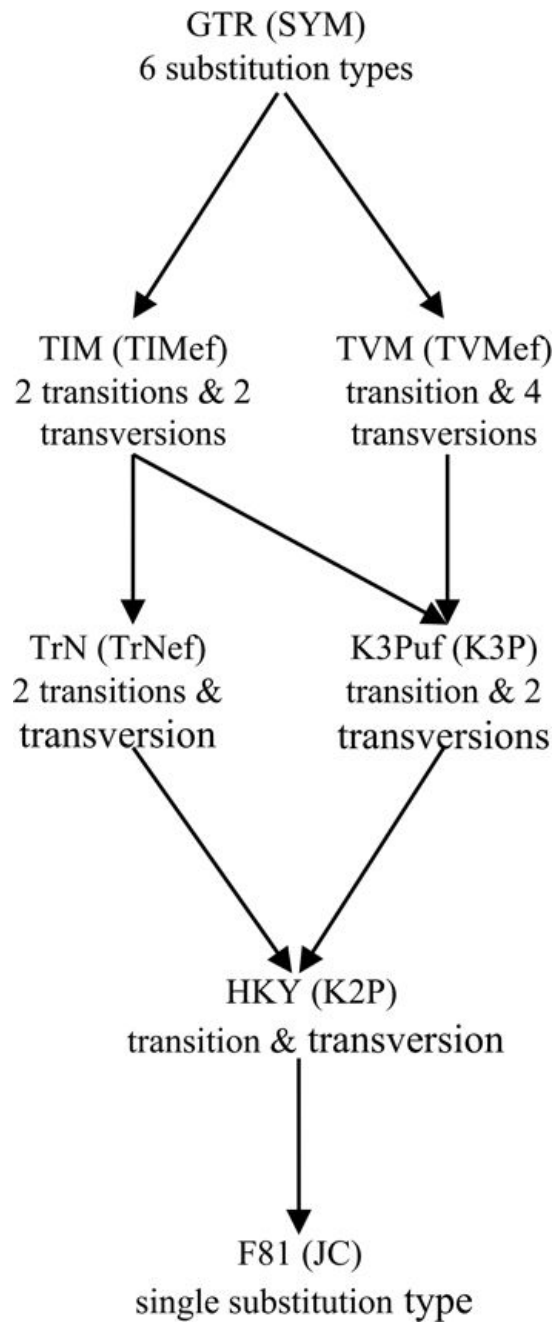 GTR (SYM)
6 substitution types
TIM (TIMef)
2 transitions & 2
transversions
TVM (TVMef)
transition & 4
transversions
TrN (TrNef)
2 transitions &
transversion
K3Puf (K3P)
transition & 2
transversions
HKY (K2P)
transition & transversion
F81 (JC)
single substitution type